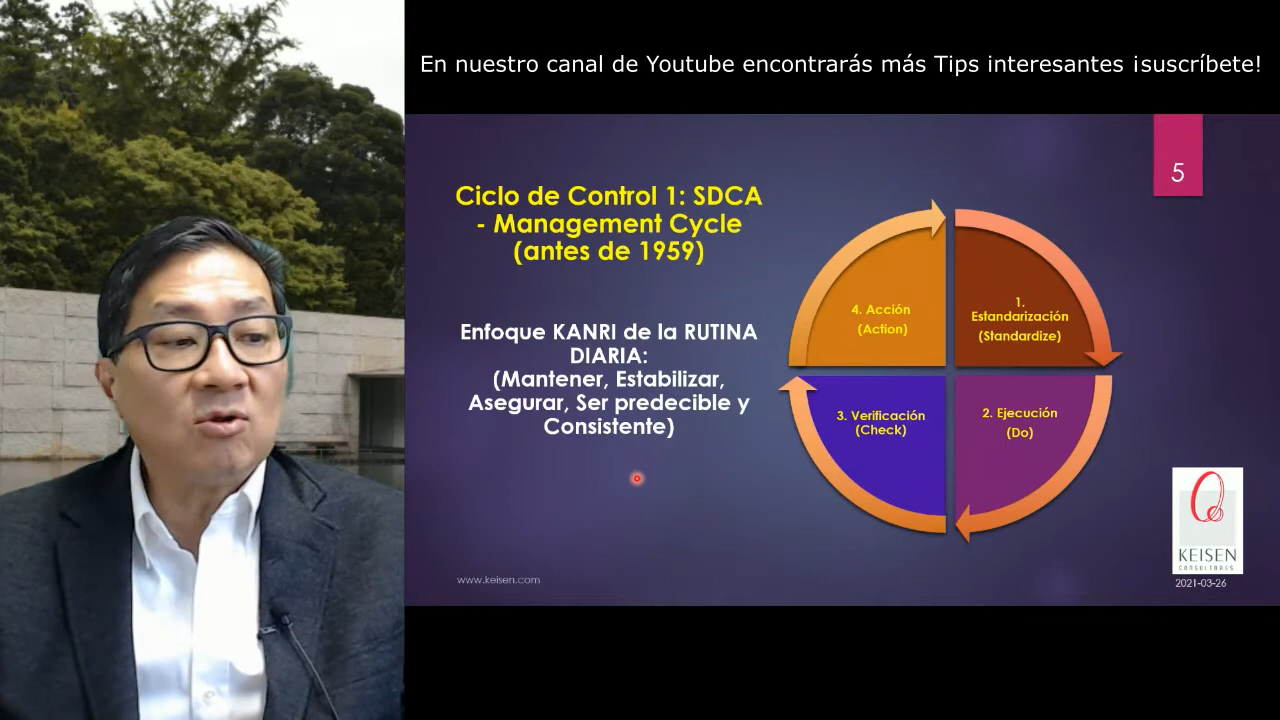 En nuestro canal de Youtube encontrarás más Tips interesantes ¡suscríbete!
5
Ciclo de Control 1: SDCA
- Management Cycle
(antes de 1959)
Enfoque KANRI de la RUTINA
DIARIA:
(Mantener, Estabilizar,
Asegurar, Ser predecible y
Consistente)
4. Acción
(Action)
1.
Estandarización
(Standardize)
3. Verificación
(Check)
2. Ejecución
(Do)
KEISEN
CONSULTORES
2021-03-26
www.keisen.com